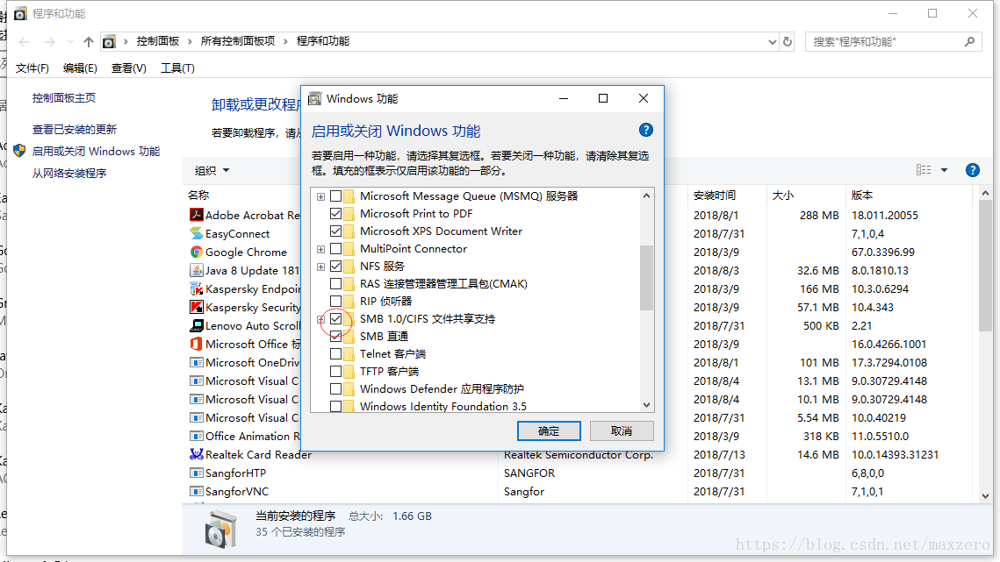 程序和功能
控制面板 › 所有控制面板项 › 程序和功能
搜索"程序和功能"
文件(F) 编辑(E) 查看(V) 工具(T)
控制面板主页
查看已安装的更新
启用或关闭 Windows 功能
从网络安装程序
卸载或更改程序
若要卸载程序，请从
组织
名称 安装时间 大小 版本
Adobe Acrobat Re 2018/8/1 288 MB 18.011.20055
EasyConnect 2018/7/31 7,1,0,4
Google Chrome 2018/3/9 67.0.3396.99
Java 8 Update 181 2018/8/3 32.6 MB 8.0.1810.13
Kaspersky Endpoin 2018/3/9 166 MB 10.3.0.6294
Kaspersky Security 2018/3/9 57.1 MB 10.4.343
Lenovo Auto Scroll 2018/7/31 500 KB 2.21
Microsoft Office 标 2018/3/9 16.0.4266.1001
Microsoft OneDriv 2018/8/1 101 MB 17.3.7294.0108
Microsoft Visual C 2018/8/4 13.1 MB 9.0.30729.4148
Microsoft Visual C 2018/8/4 10.1 MB 9.0.30729.4148
Microsoft Visual C 2018/7/31 5.54 MB 10.0.40219
Office Animation R 2018/3/9 318 KB 11.0.5510.0
Realtek Card Reader Realtek Semiconductor Corp. 2018/7/13 14.6 MB 10.0.14393.31231
SangforHTP SANGFOR 2018/7/31 6,8,0,0
SangforVNC Sangfor 2018/7/31 7,1,0,1
当前安装的程序 总大小: 1.66 GB
35 个已安装的程序
Windows 功能
启用或关闭 Windows 功能
若要启用一种功能，请选择其复选框。若要关闭一种功能，请清除其复选
框。填充的框表示仅启用该功能的一部分。
Microsoft Message Queue (MSMQ) 服务器
Microsoft Print to PDF
Microsoft XPS Document Writer
MultiPoint Connector
NFS 服务
RAS 连接管理器管理工具包(CMAK)
RIP 侦听器
SMB 1.0/CIFS 文件共享支持
SMB 直通
Telnet 客户端
TFTP 客户端
Windows Defender 应用程序防护
Windows Identity Foundation 3.5
确定 取消
https://blog.csdn.net/maxzero